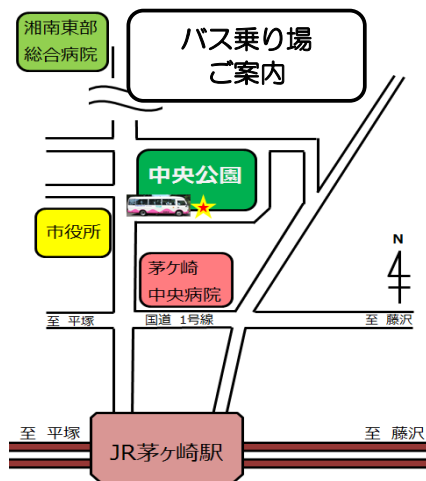 湘南東部
総合病院
バス乗り場
ご案内
中央公園
市役所
茅ケ崎
中央病院
N
至 平塚
国道 1号線
至 藤沢
至 平塚
至 藤沢
JR茅ヶ崎駅